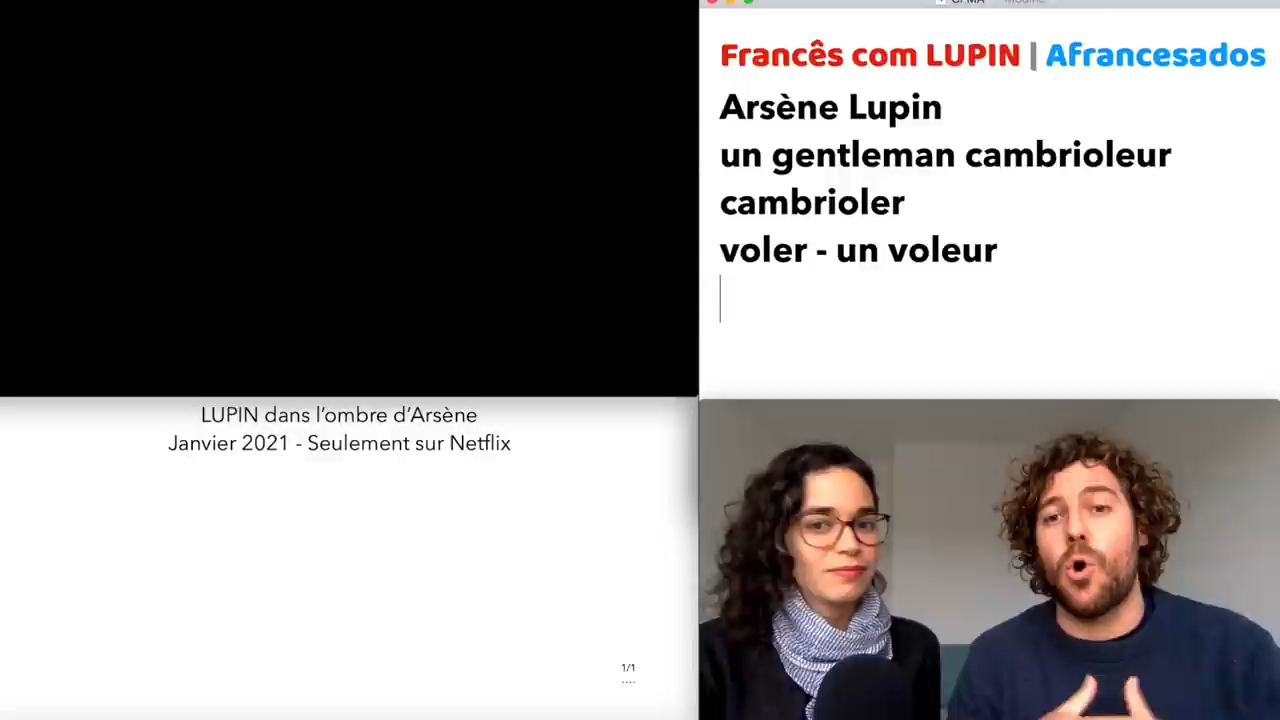 Francês com LUPIN | Afrancesados
Arsène Lupin
un gentleman cambrioleur
cambrioler
voler - un voleur
LUPIN dans l’ombre d’Arsène
Janvier 2021 - Seulement sur Netflix
1/1